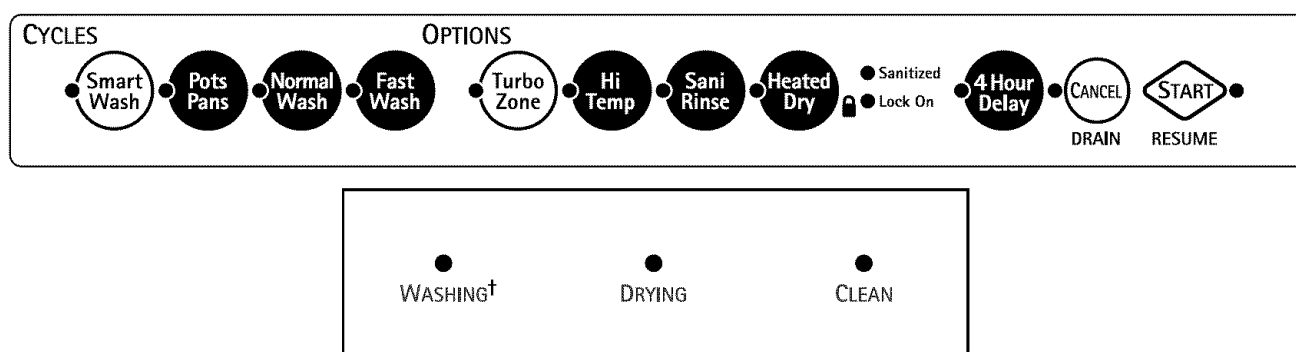 CYCLES
OPTIONS
Smart Wash
Pots Pans
Normal Wash
Fast Wash
Turbo Zone
Hi Temp
Sani Rinse
Heated Dry
Sanitized
Lock On
4 Hour Delay
CANCEL
DRAIN
START
RESUME
WASHING†
DRYING
CLEAN